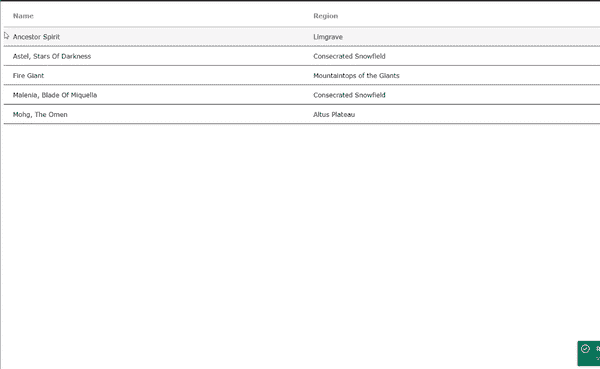 Name Region
Ancestor Spirit Limgrave
Astel, Stars Of Darkness Consecrated Snowfield
Fire Giant Mountaintops of the Giants
Malenia, Blade Of Miquella Consecrated Snowfield
Mohg, The Omen Altus Plateau